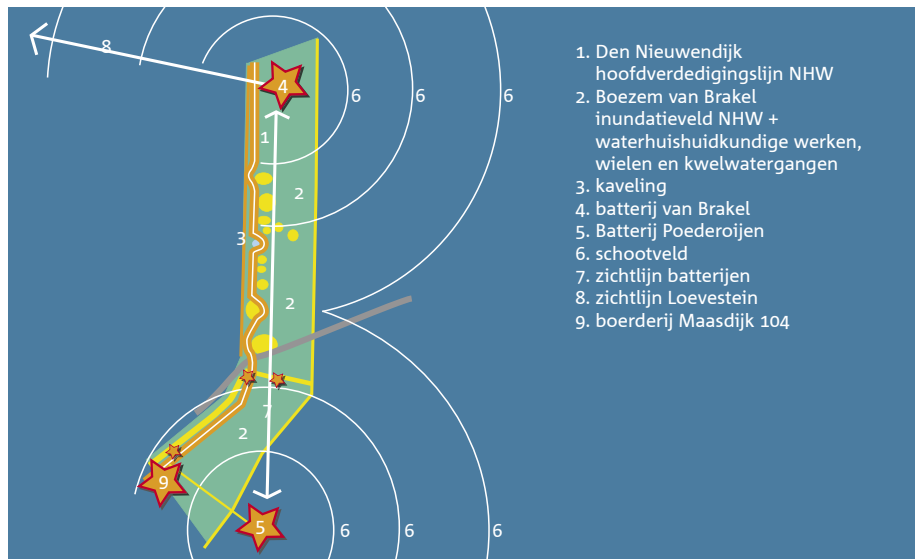 8
4
6
6
6
1
2
3
2
7
2
9
5
6
6
6
1. Den Nieuwendijk
hoofdverdedigingslijn NHW
2. Boezem van Brakel
inundatieveld NHW +
waterhuishuidkundige werken,
wielen en kwelwatergangen
3. kaveling
4. batterij van Brakel
5. Batterij Poederoijen
6. schootveld
7. zichtlijn batterijen
8. zichtlijn Loevestein
9. boerderij Maasdijk 104